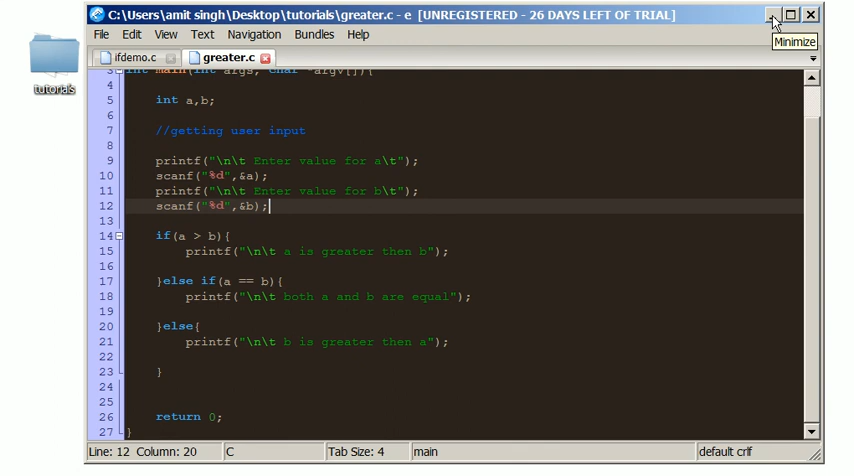 C:\Users\amit singh\Desktop\tutorials\greater.c - e [UNREGISTERED - 26 DAYS LEFT OF TRIAL]
File Edit View Text Navigation Bundles Help
Minimize
ifdemo.c greater.c
tutorials
3 int main(int args, char *argv[]){
4
5 int a,b;
6
7 //getting user input
8
9 printf("\n\t Enter value for a\t");
10 scanf("%d",&a);
11 printf("\n\t Enter value for b\t");
12 scanf("%d",&b);
13
14 if(a > b){
15 printf("\n\t a is greater then b");
16
17 }else if(a == b){
18 printf("\n\t both a and b are equal");
19
20 }else{
21 printf("\n\t b is greater then a");
22
23 }
24
25
26 return 0;
27 }
Line: 12 Column: 20 C Tab Size: 4 main default crlf